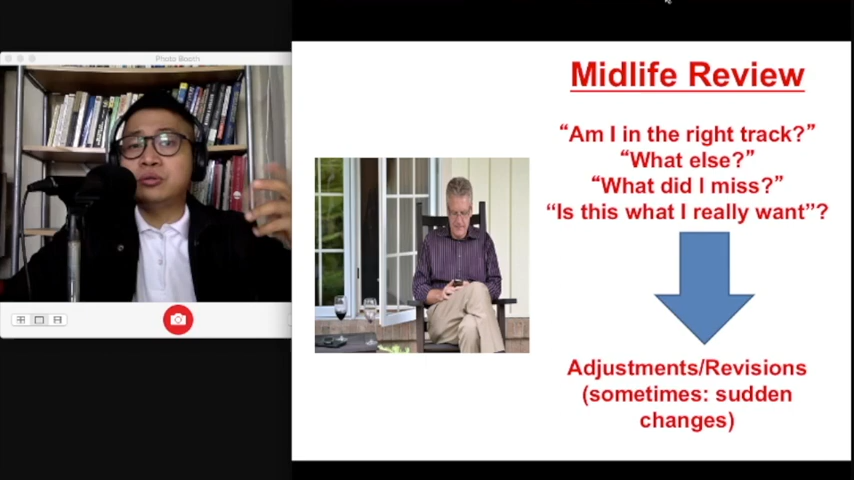 Photo Booth
Midlife Review
“Am I in the right track?”
“What else?”
“What did I miss?”
“Is this what I really want”?
Adjustments/Revisions
(sometimes: sudden
changes)